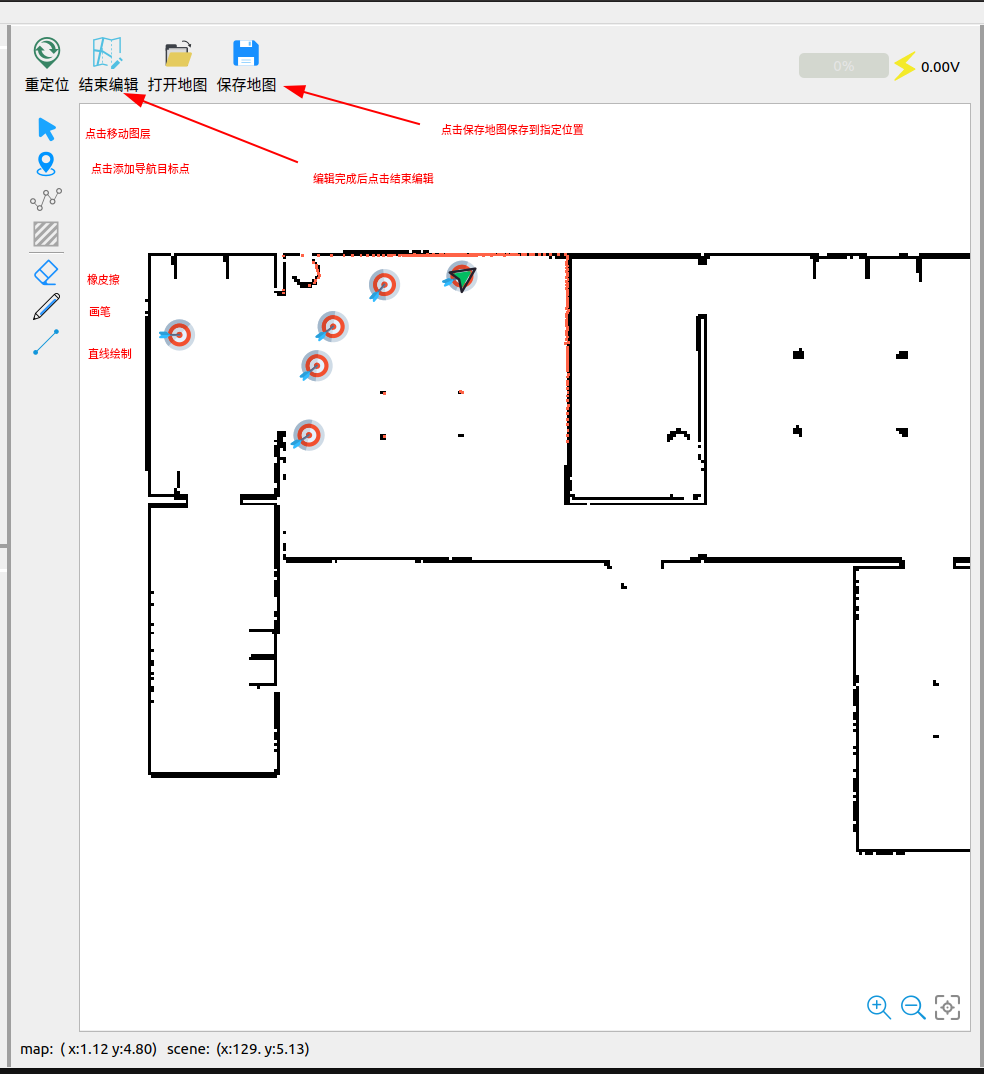 重定位 结束编辑 打开地图 保存地图
0%
0.00V
点击移动图层
点击保存地图保存到指定位置
点击添加导航目标点
编辑完成后点击结束编辑
橡皮擦
画笔
直线绘制
map: ( x:1.12 y:4.80) scene: (x:129. y:5.13)